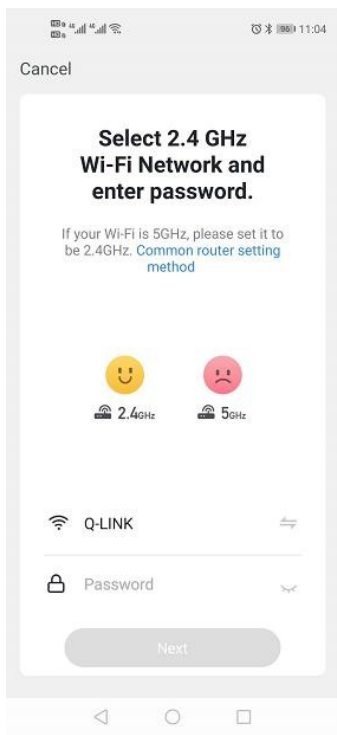 96 11:04
Cancel
Select 2.4 GHz
Wi-Fi Network and
enter password.
If your Wi-Fi is 5GHz, please set it to
be 2.4GHz. Common router setting
method
2.4GHz 5GHz
Q-LINK
Password
Next